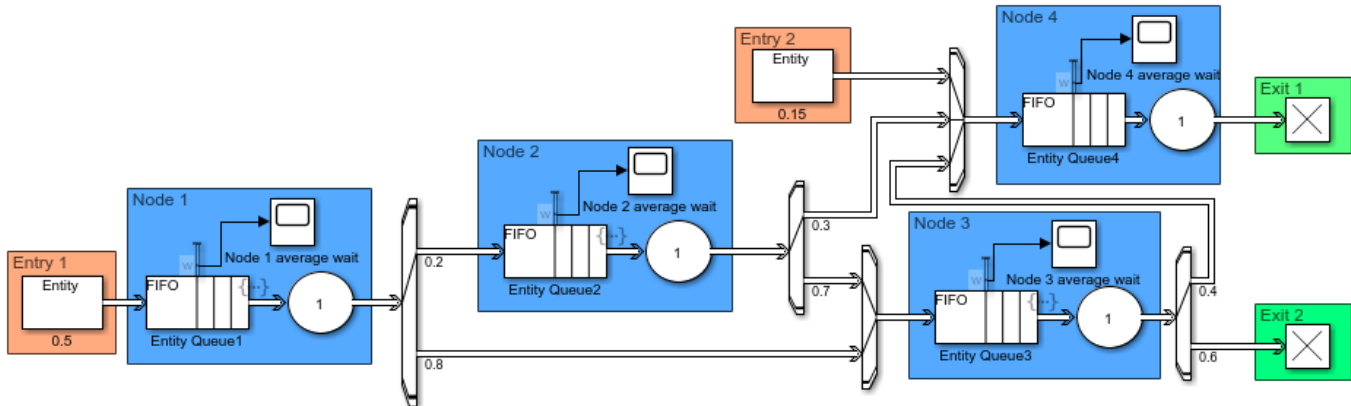 Entry 1
Entity
0.5
Node 1
w
Node 1 average wait
FIFO
{...}
Entity Queue1
1
0.2
0.8
Node 2
w
Node 2 average wait
FIFO
{...}
Entity Queue2
1
0.3
0.7
Entry 2
Entity
0.15
Node 4
w
Node 4 average wait
FIFO
Entity Queue4
1
Exit 1
Node 3
w
Node 3 average wait
FIFO
{...}
Entity Queue3
1
0.4
0.6
Exit 2